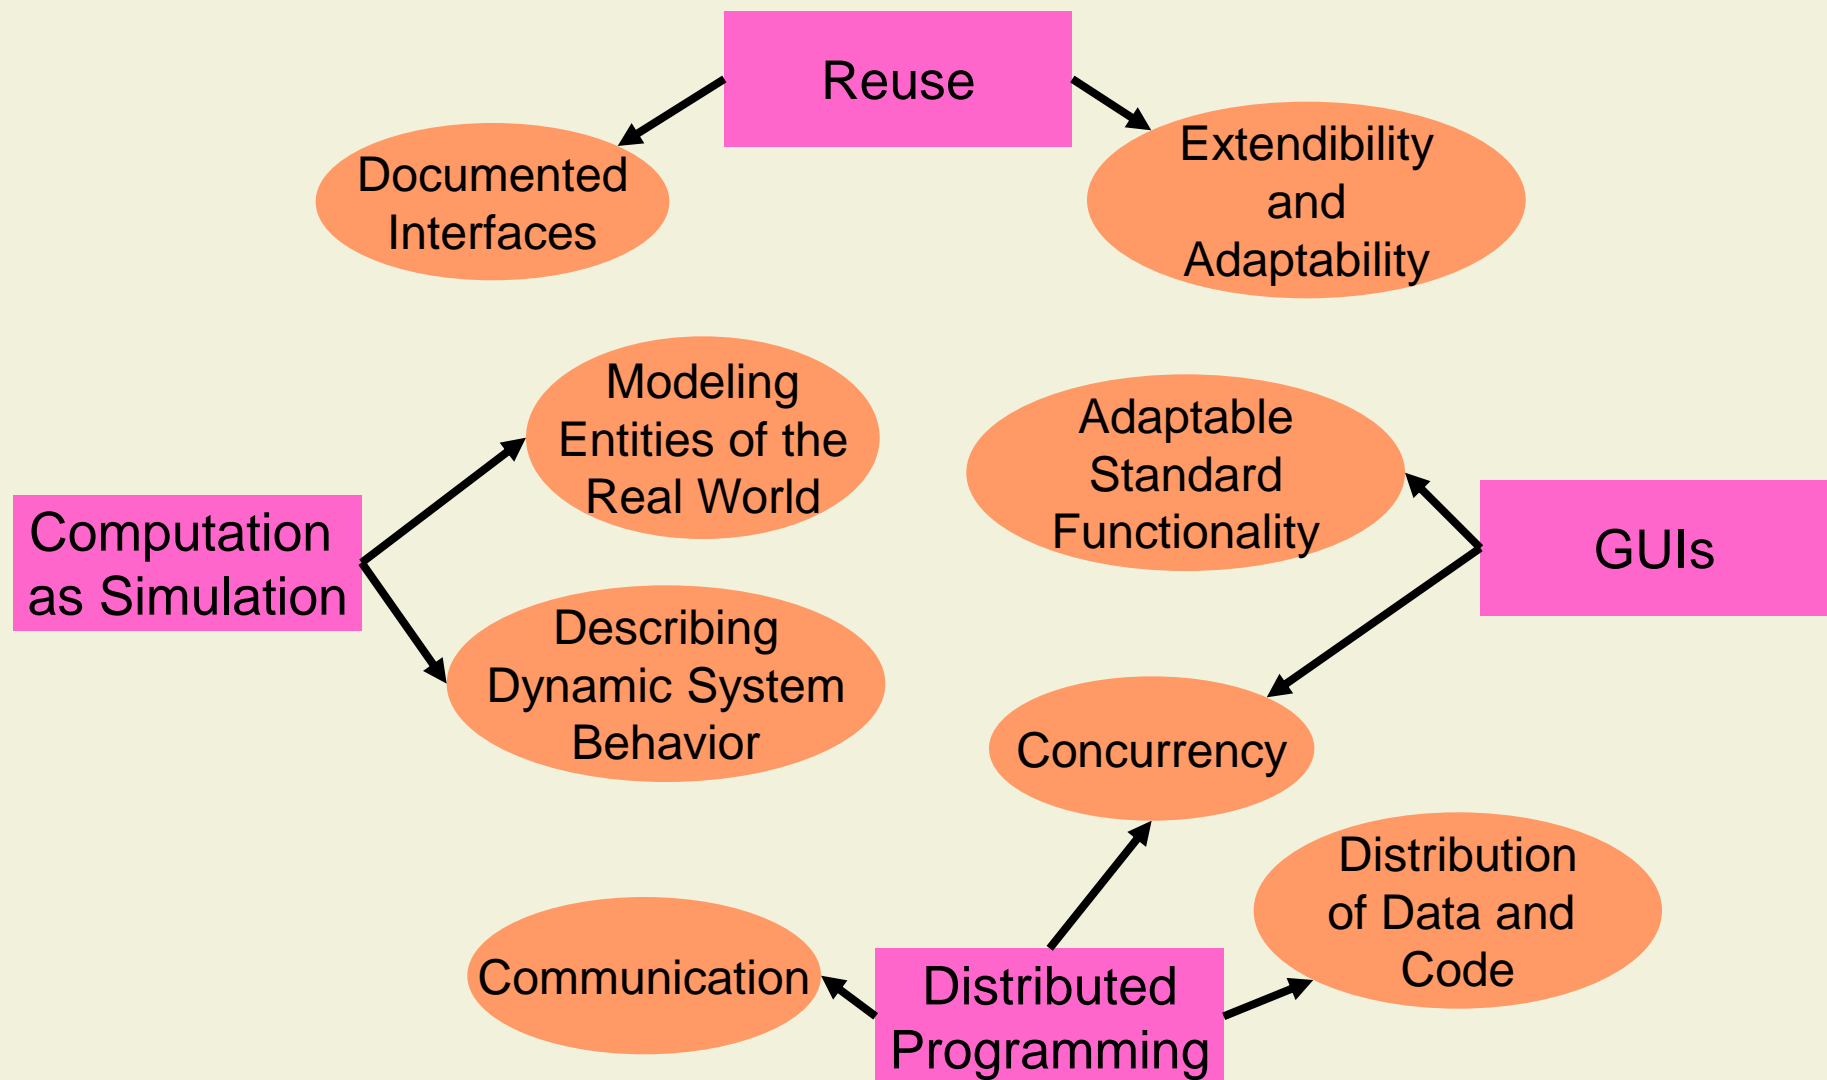 Reuse
Documented
Interfaces
Extendibility
and
Adaptability
Modeling
Entities of the
Real World
Adaptable
Standard
Functionality
Computation
as Simulation
GUIs
Describing
Dynamic System
Behavior
Concurrency
Distribution
of Data and
Code
Communication
Distributed
Programming